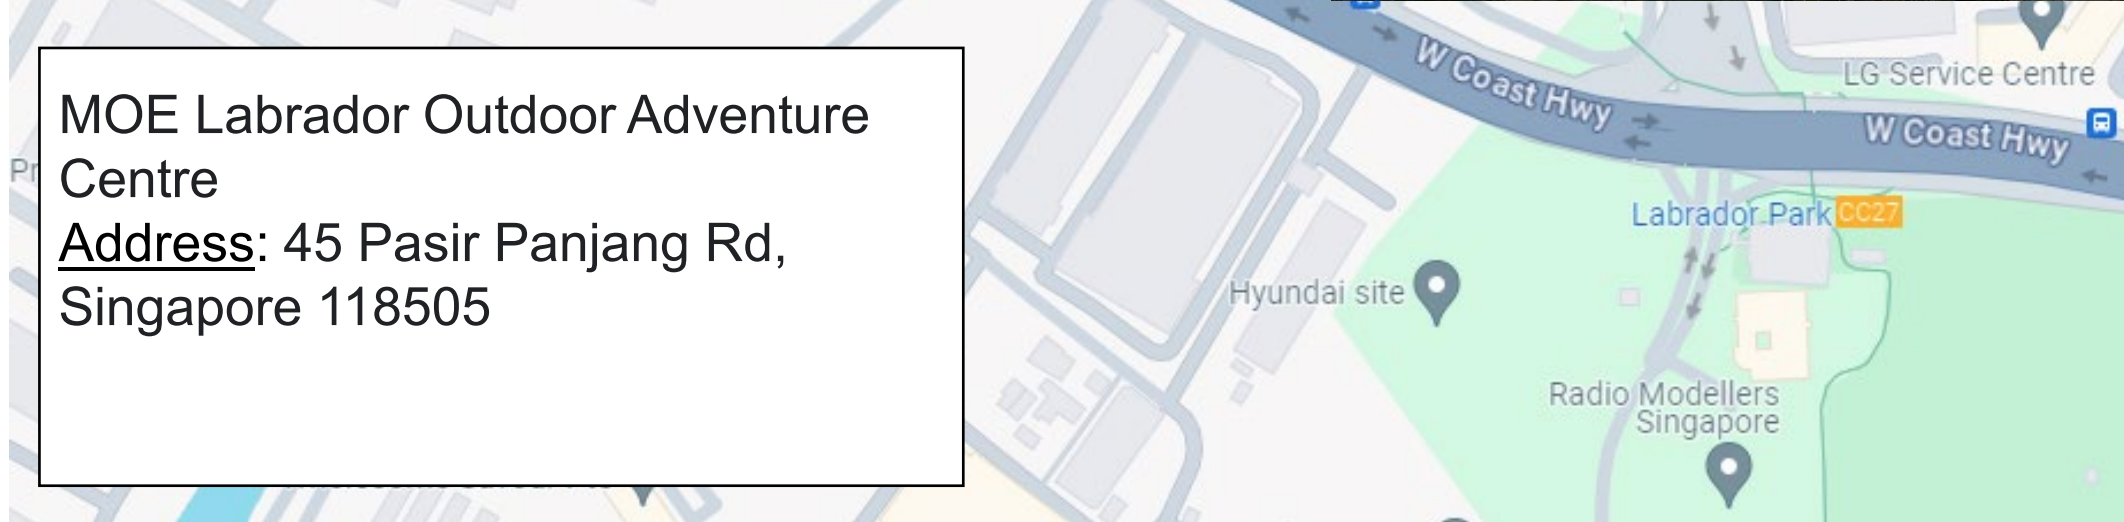 MOE Labrador Outdoor Adventure
Centre
Address: 45 Pasir Panjang Rd,
Singapore 118505
W Coast Hwy
LG Service Centre
W Coast Hwy
Labrador Park CC27
Hyundai site
Radio Modellers
Singapore